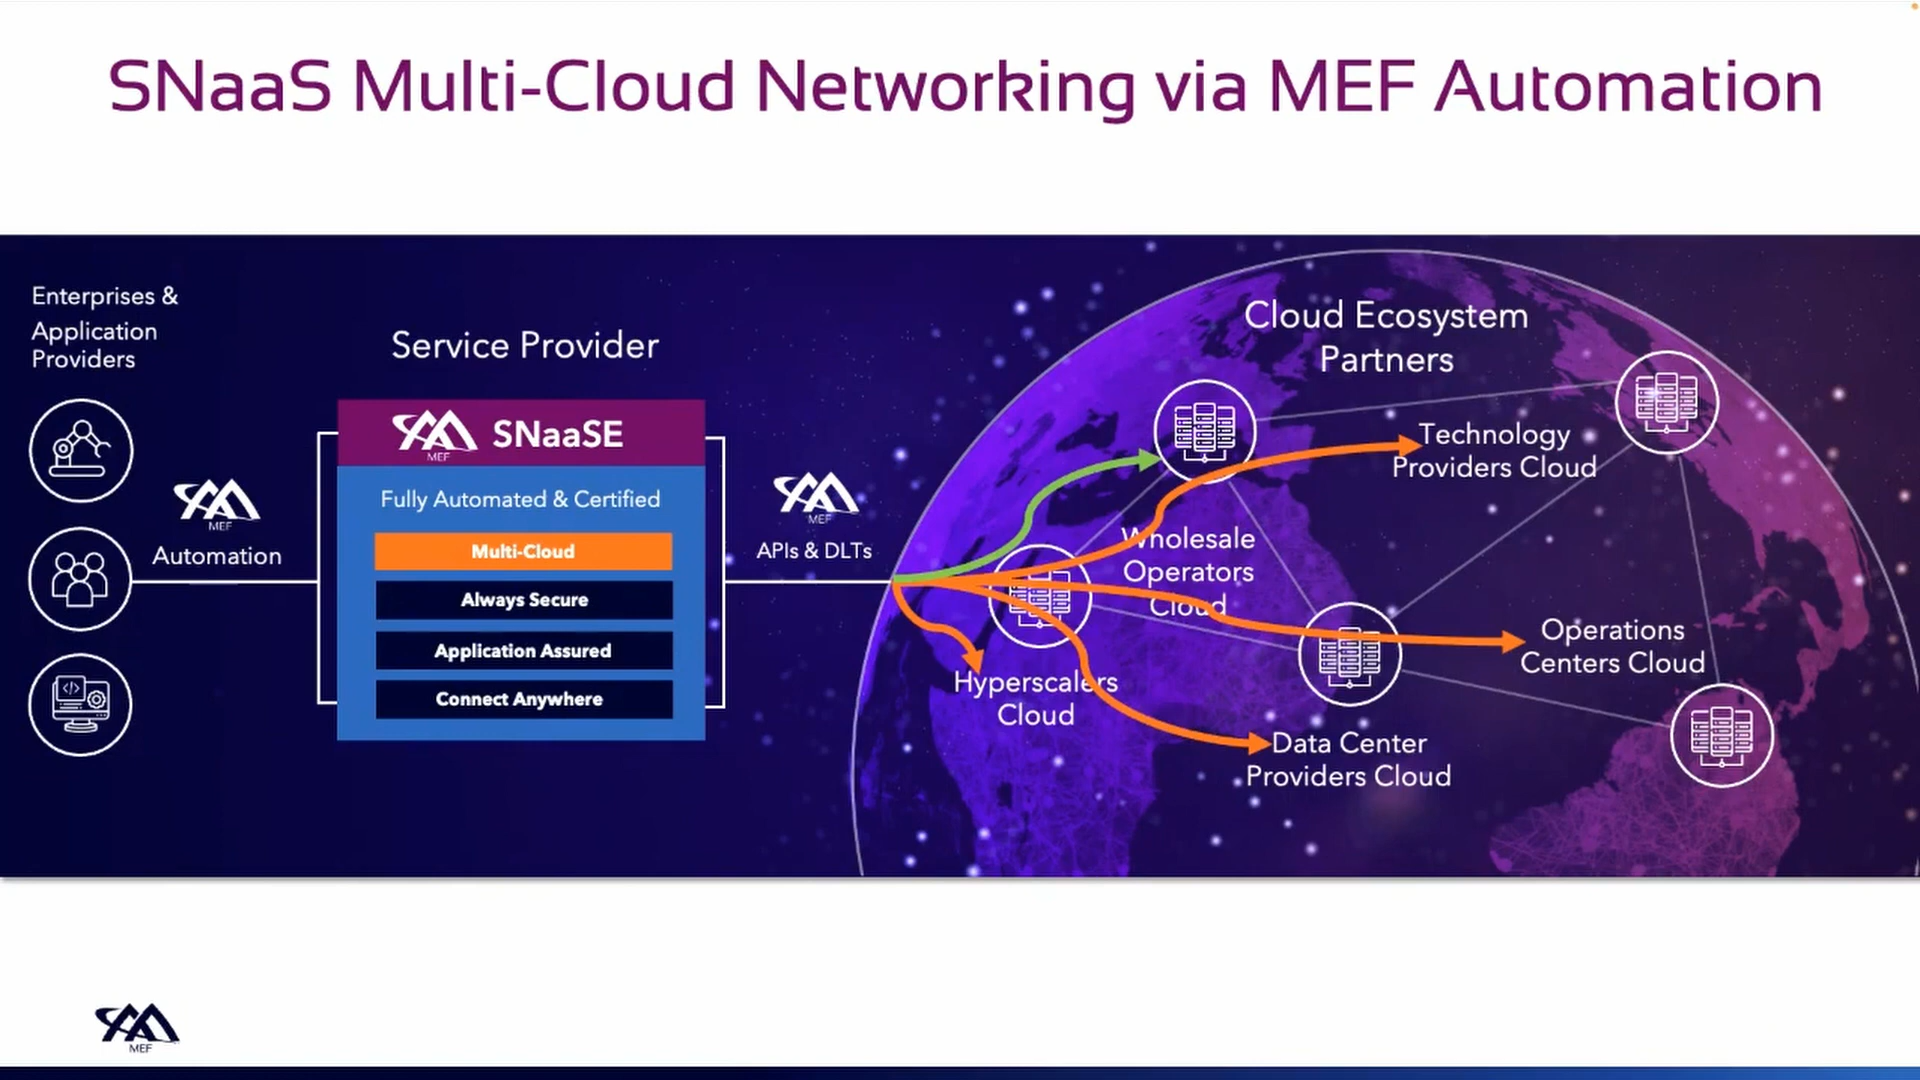 SNaaS Multi-Cloud Networking via MEF Automation
Enterprises &
Application
Providers
MEF
Automation
Service Provider
MEF
SNaaSE
Fully Automated & Certified
Multi-Cloud
Always Secure
Application Assured
Connect Anywhere
MEF
APIs & DLTs
Cloud Ecosystem
Partners
Technology
Providers Cloud
Wholesale
Operators
Cloud
Operations
Centers Cloud
Hyperscalers
Cloud
Data Center
Providers Cloud
MEF